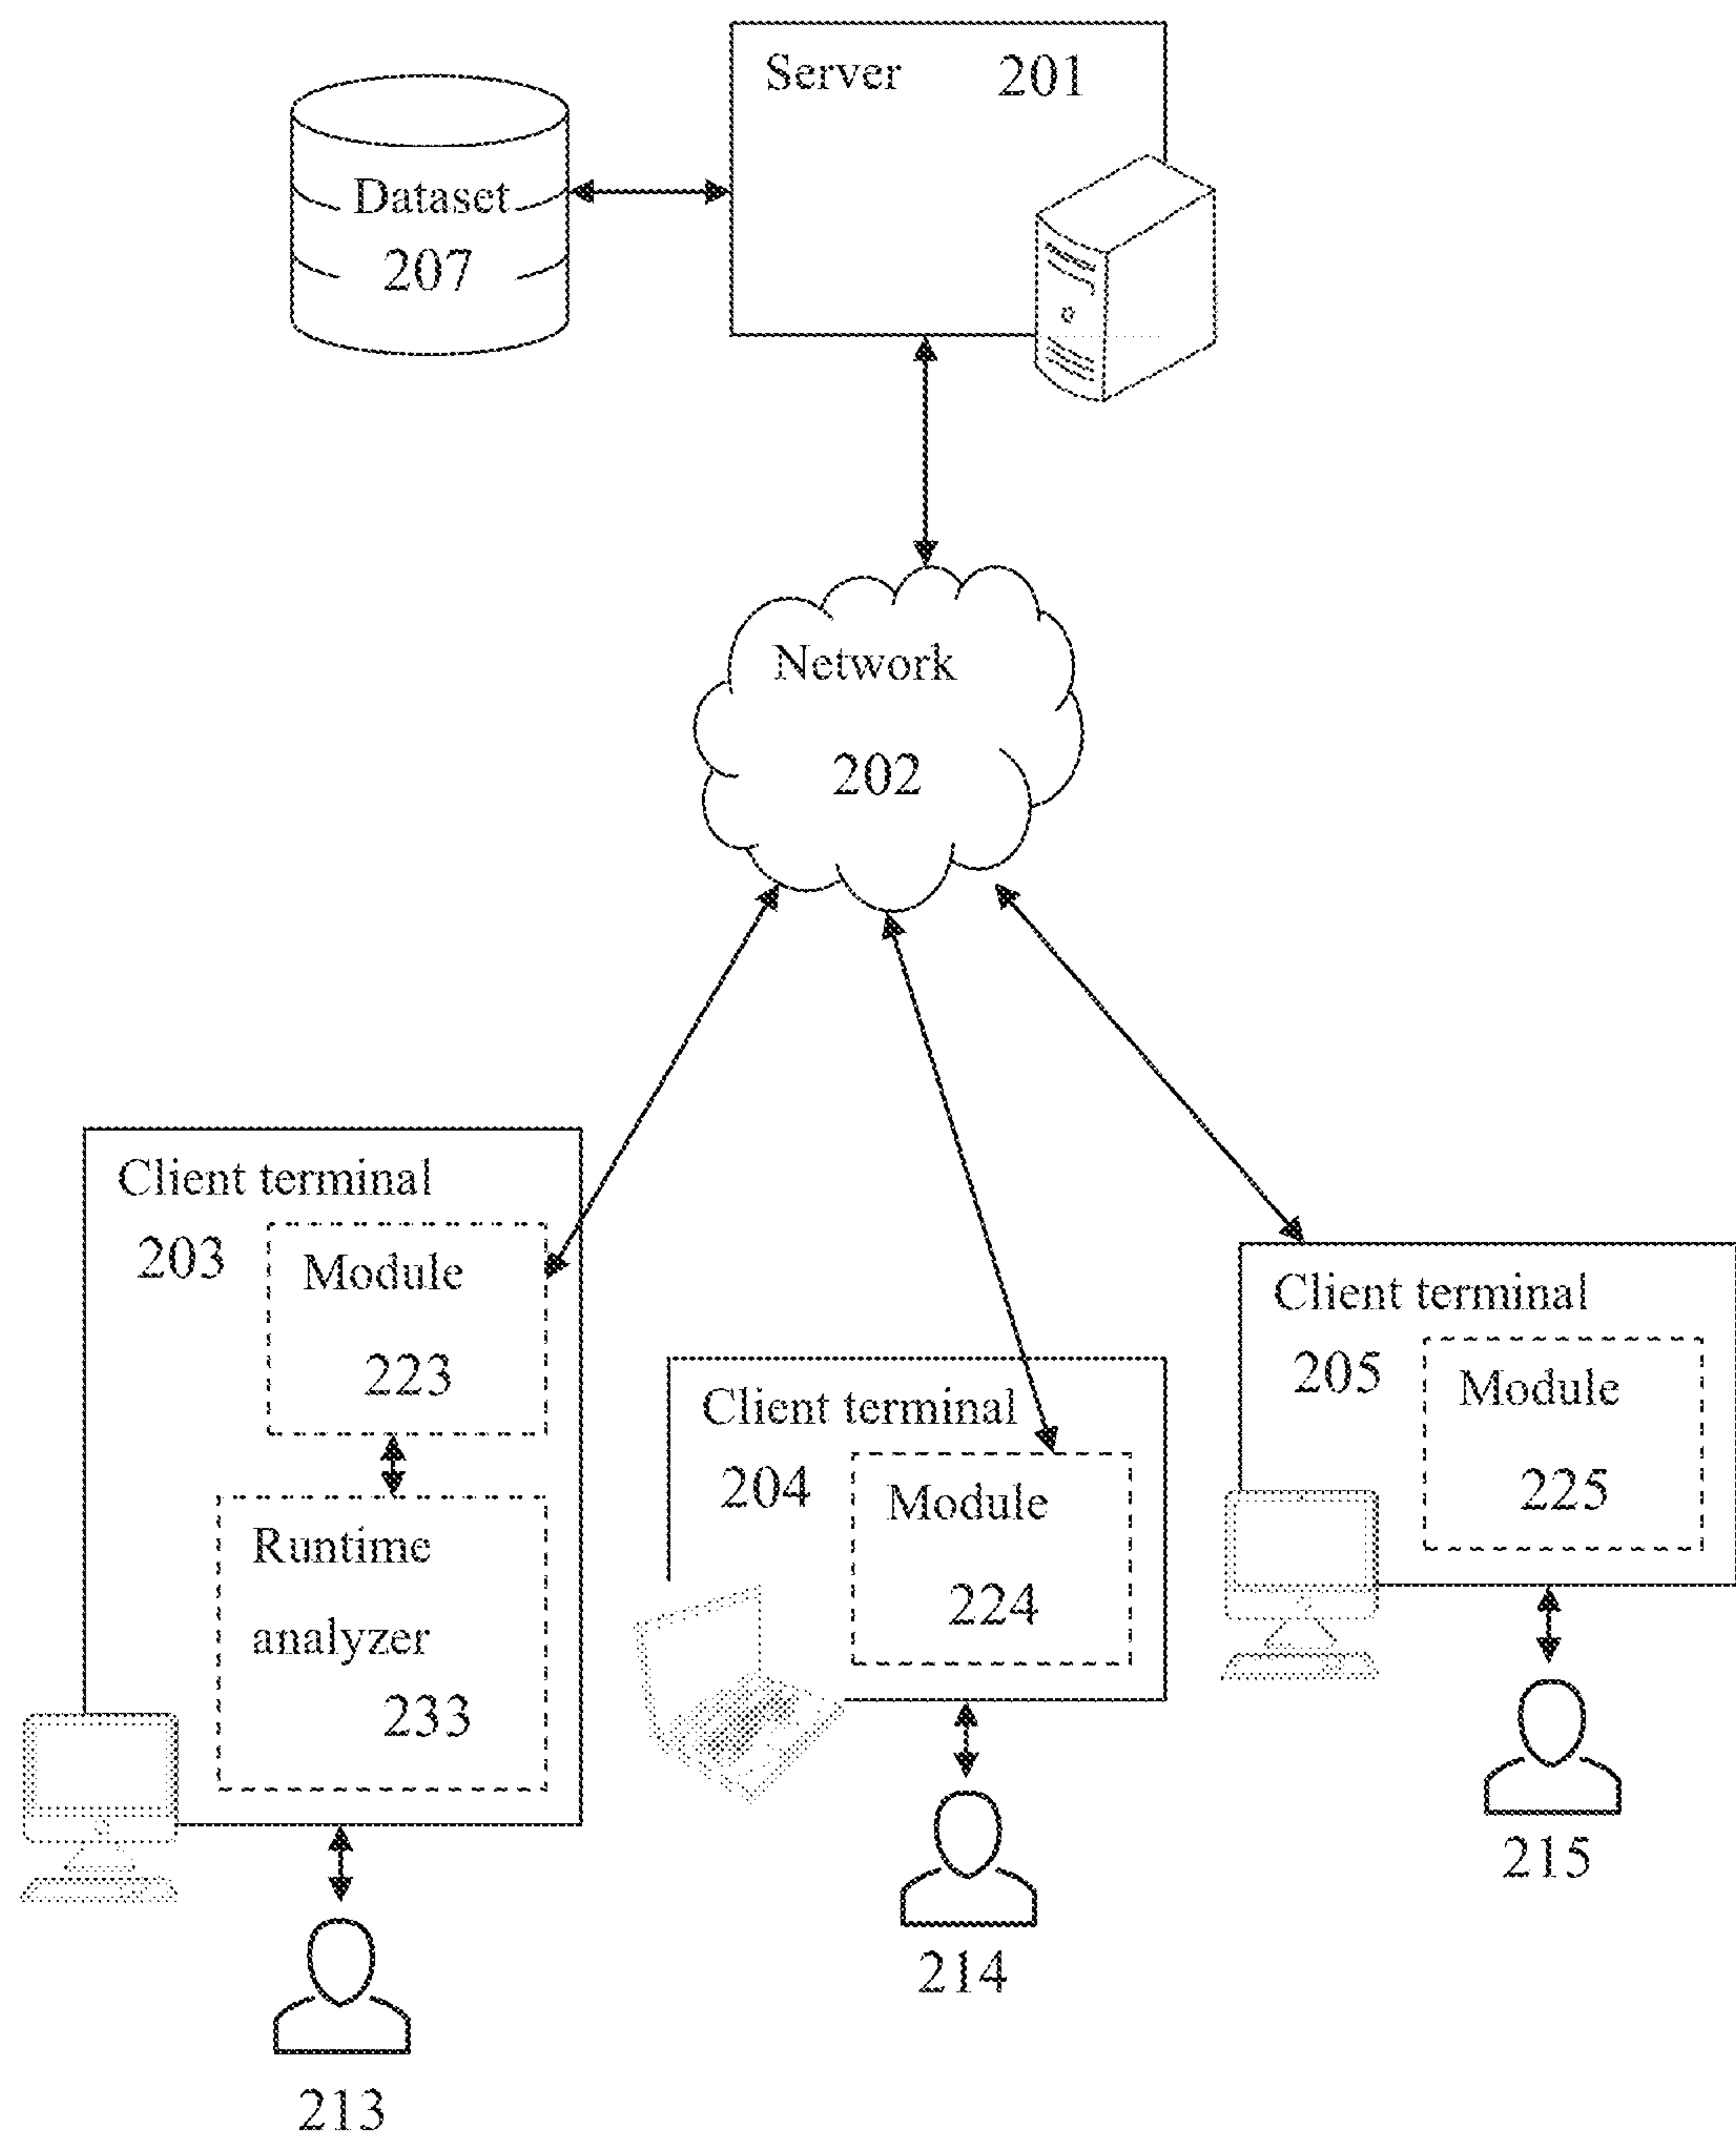 Server 201
Dataset
207
Network
202
Client terminal
203
Module
223
Runtime
analyzer
233
213
Client terminal
204
Module
224
214
Client terminal
205
Module
225
215